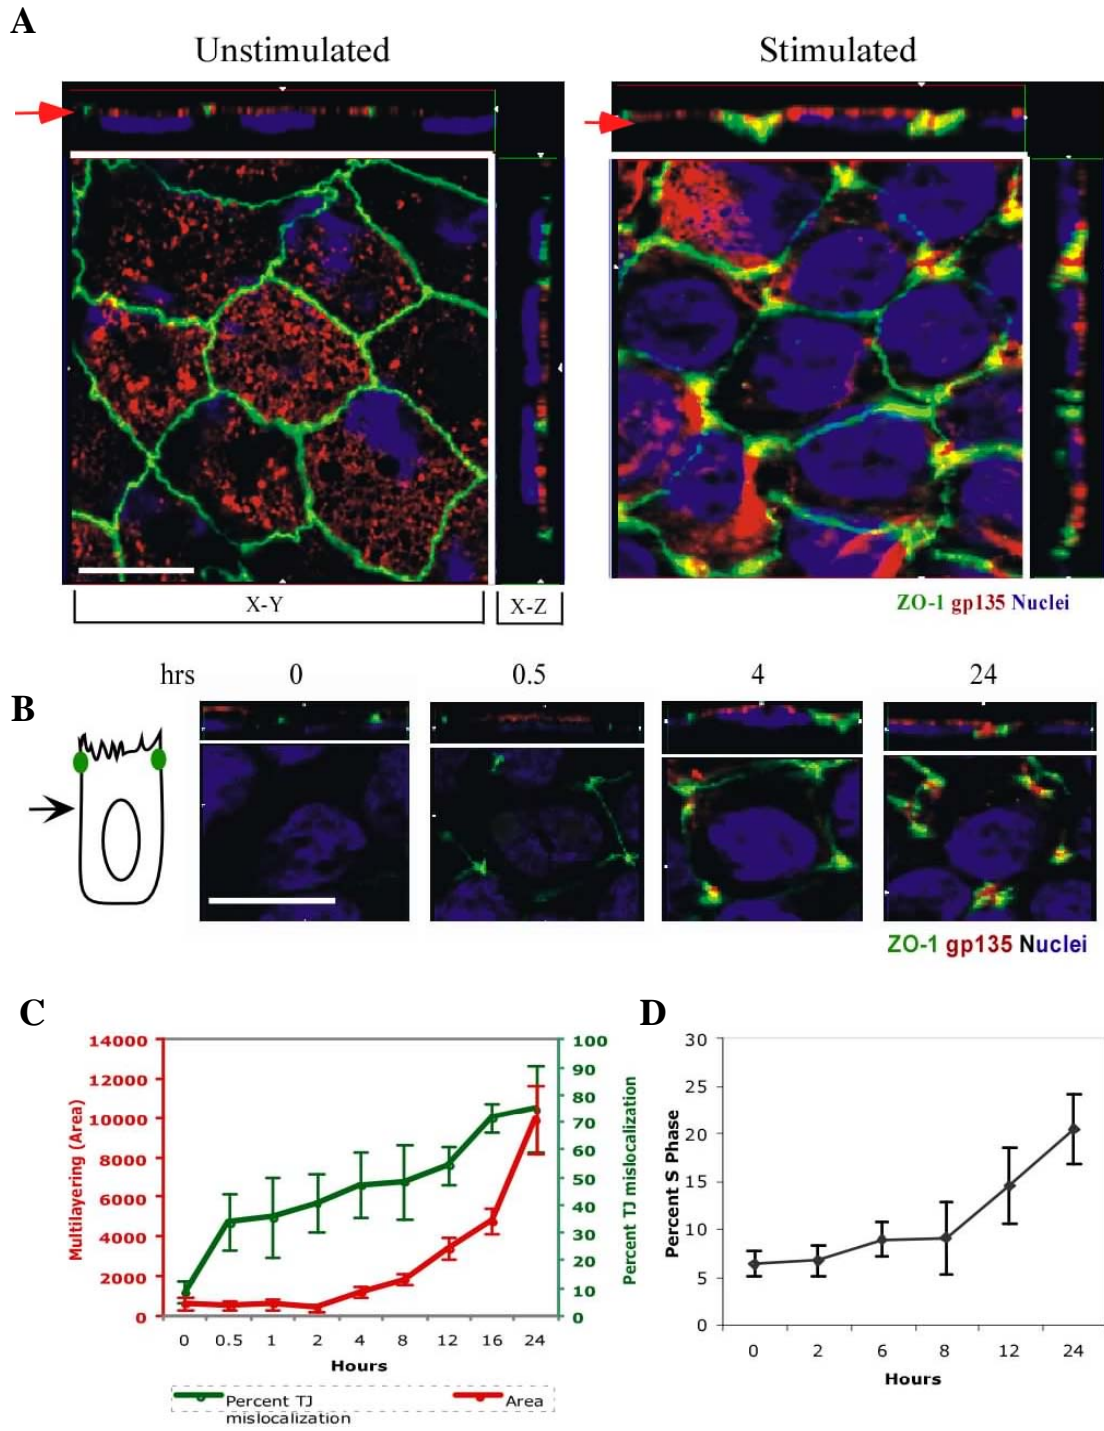 A
Unstimulated
Stimulated
X-Y
X-Z
ZO-1 gp135 Nuclei
hrs 0 0.5 4 24
B
ZO-1 gp135 Nuclei
C
14000
12000
10000
8000
6000
4000
2000
0
Multilayering (Area)
100
90
80
70
60
50
40
30
20
10
0
Percent TJ mislocalization
0 0.5 1 2 4 8 12 16 24
Hours
Percent TJ
mislocalization
Area
D
30
25
20
15
10
5
0
Percent S Phase
0 2 6 8 12 24
Hours